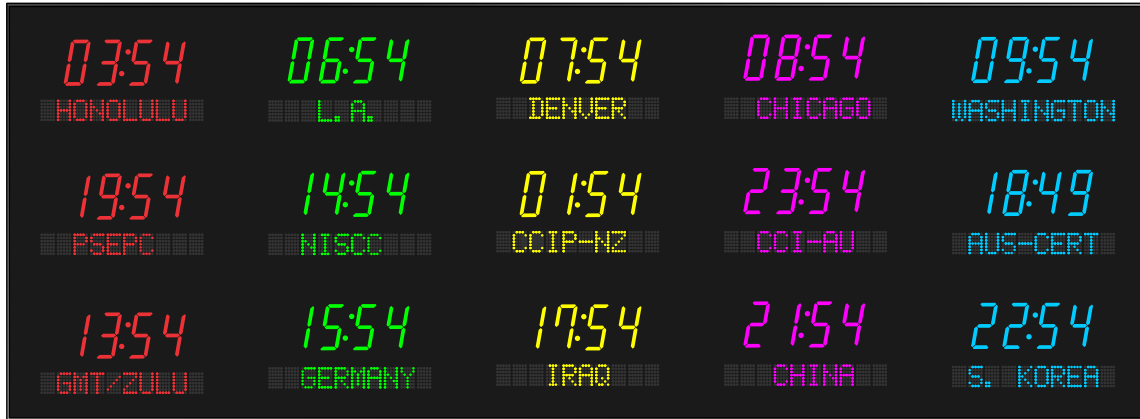 03:54 06:54 07:54 08:54 09:54
HONOLULU L.A. DENVER CHICAGO WASHINGTON
19:54 14:54 01:54 23:54 18:49
PSEPC NISCC CCIP-NZ CCI-AU AUS-CERT
13:54 15:54 17:54 21:54 22:54
GMT/ZULU GERMANY IRAQ CHINA S. KOREA